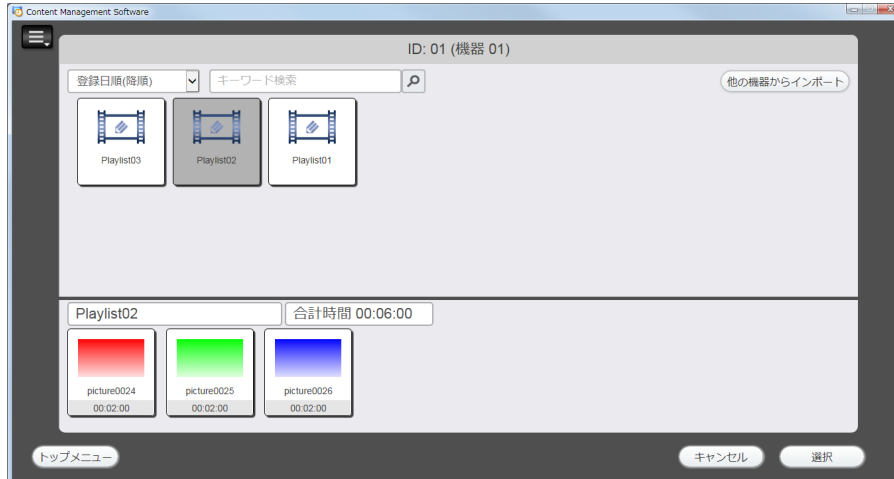 Content Management Software
ID: 01 (機器 01)
登録日順(降順)
キーワード検索
他の機器からインポート
Playlist03
Playlist02
Playlist01
Playlist02
合計時間 00:06:00
picture0024
picture0025
picture0026
00:02:00
00:02:00
00:02:00
トップメニュー
キャンセル
選択